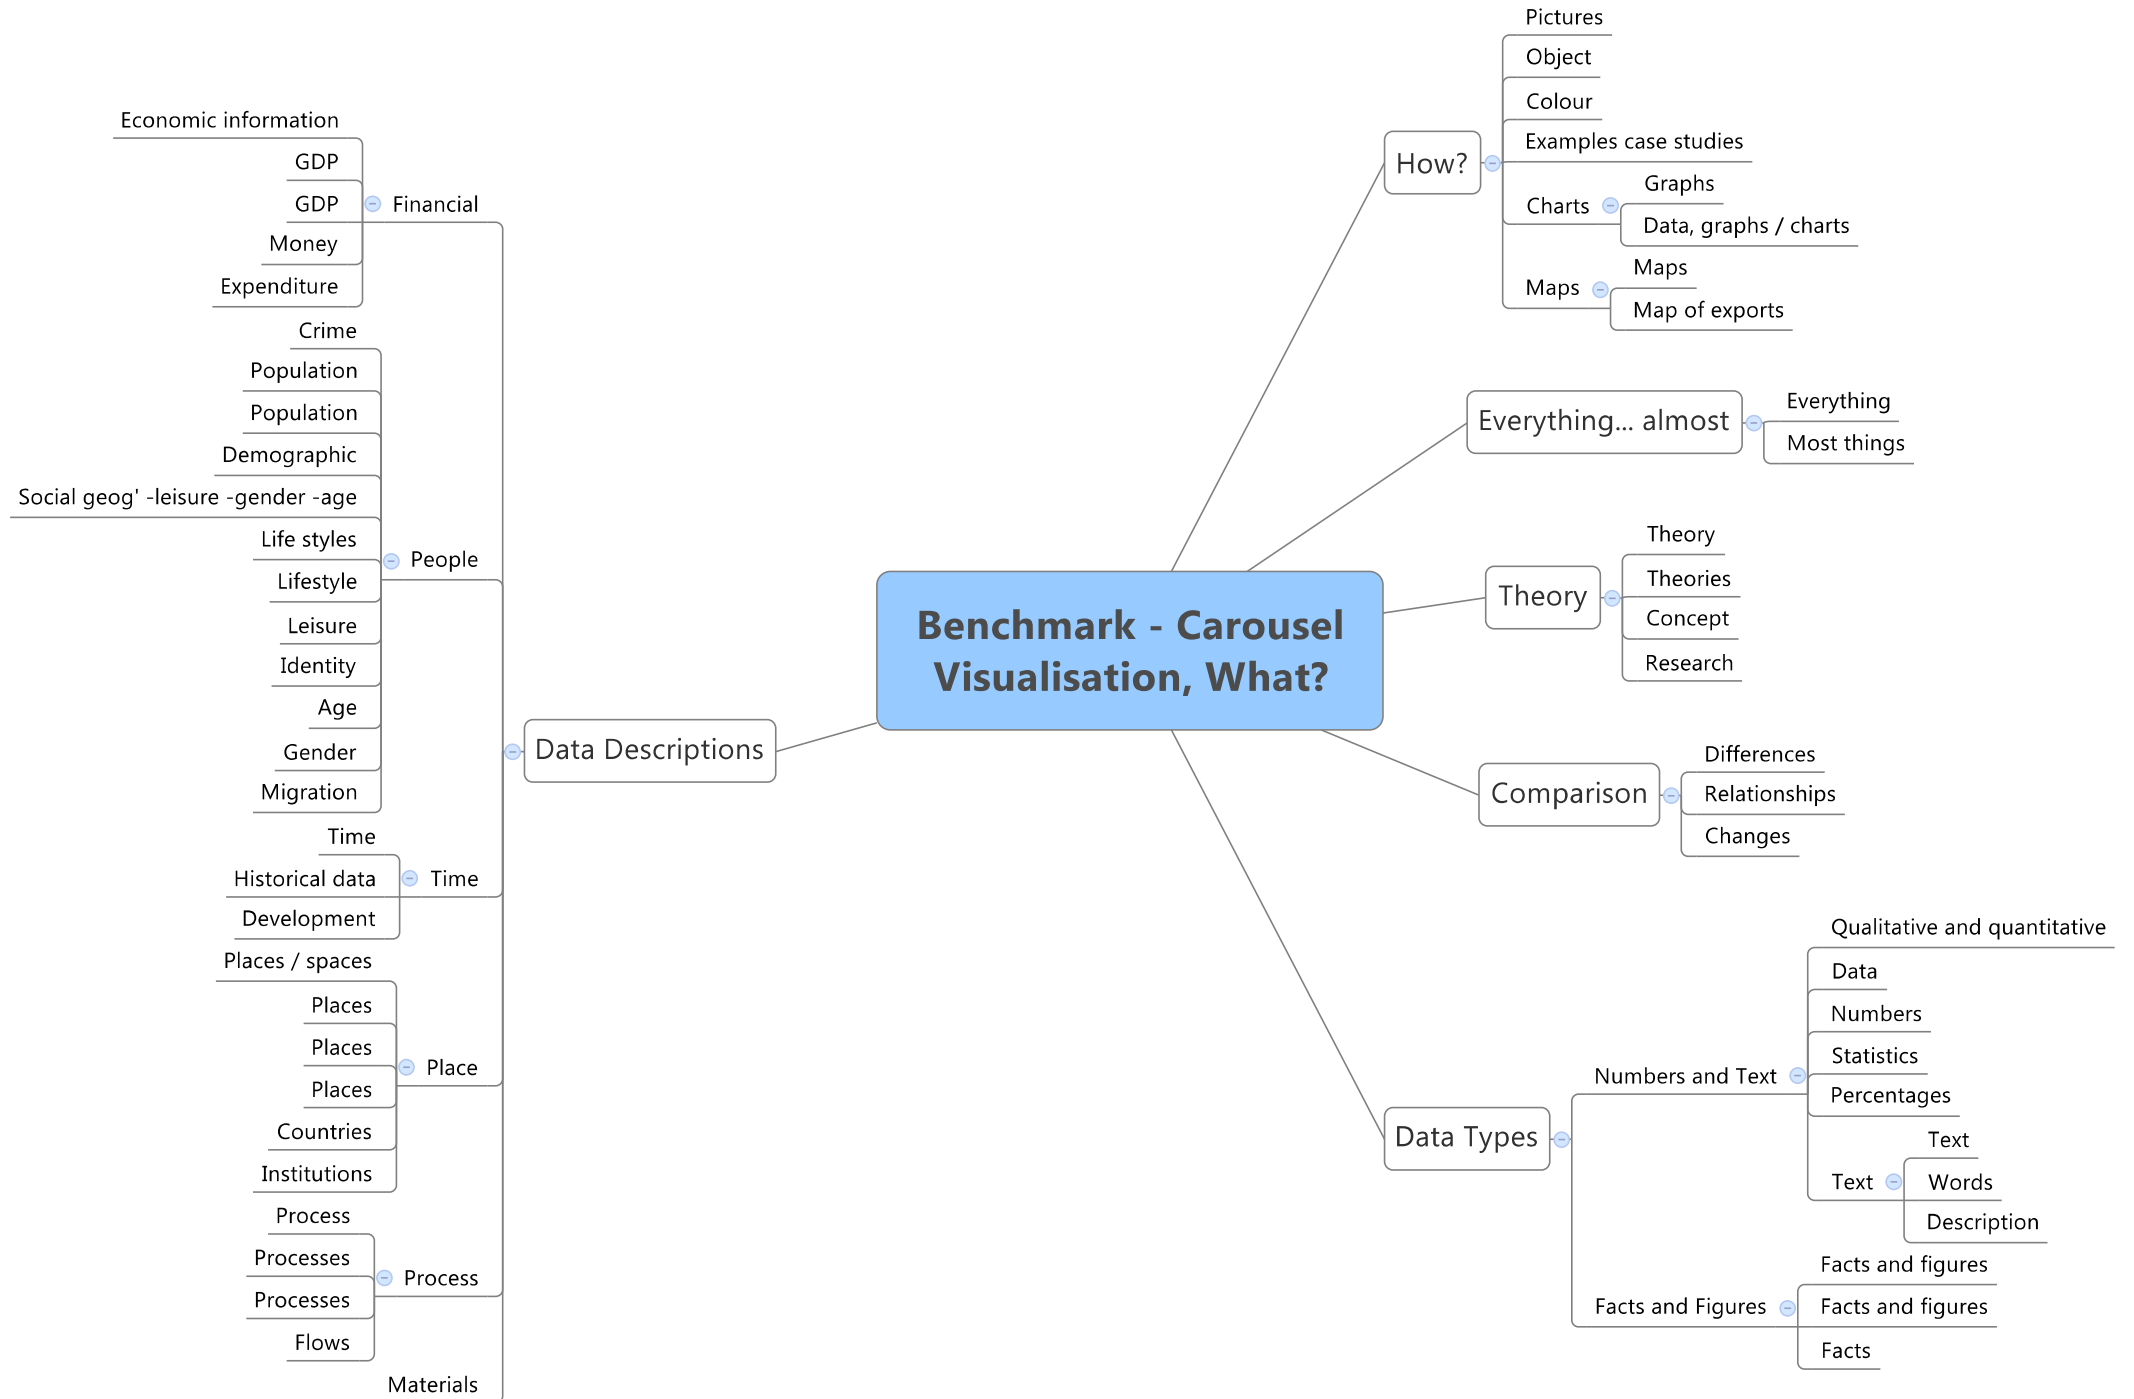 Benchmark - Carousel
Visualisation, What?
How?
Pictures
Object
Colour
Examples case studies
Charts
Graphs
Data, graphs / charts
Maps
Maps
Map of exports
Everything... almost
Everything
Most things
Theory
Theory
Theories
Concept
Research
Comparison
Differences
Relationships
Changes
Data Types
Numbers and Text
Qualitative and quantitative
Data
Numbers
Statistics
Percentages
Text
Text
Words
Description
Facts and Figures
Facts and figures
Facts and figures
Facts
Data Descriptions
Financial
Economic information
GDP
GDP
Money
Expenditure
People
Crime
Population
Population
Demographic
Social geog' -leisure -gender -age
Life styles
Lifestyle
Leisure
Identity
Age
Gender
Migration
Time
Time
Historical data
Development
Place
Places / spaces
Places
Places
Places
Countries
Institutions
Process
Process
Processes
Processes
Flows
Materials